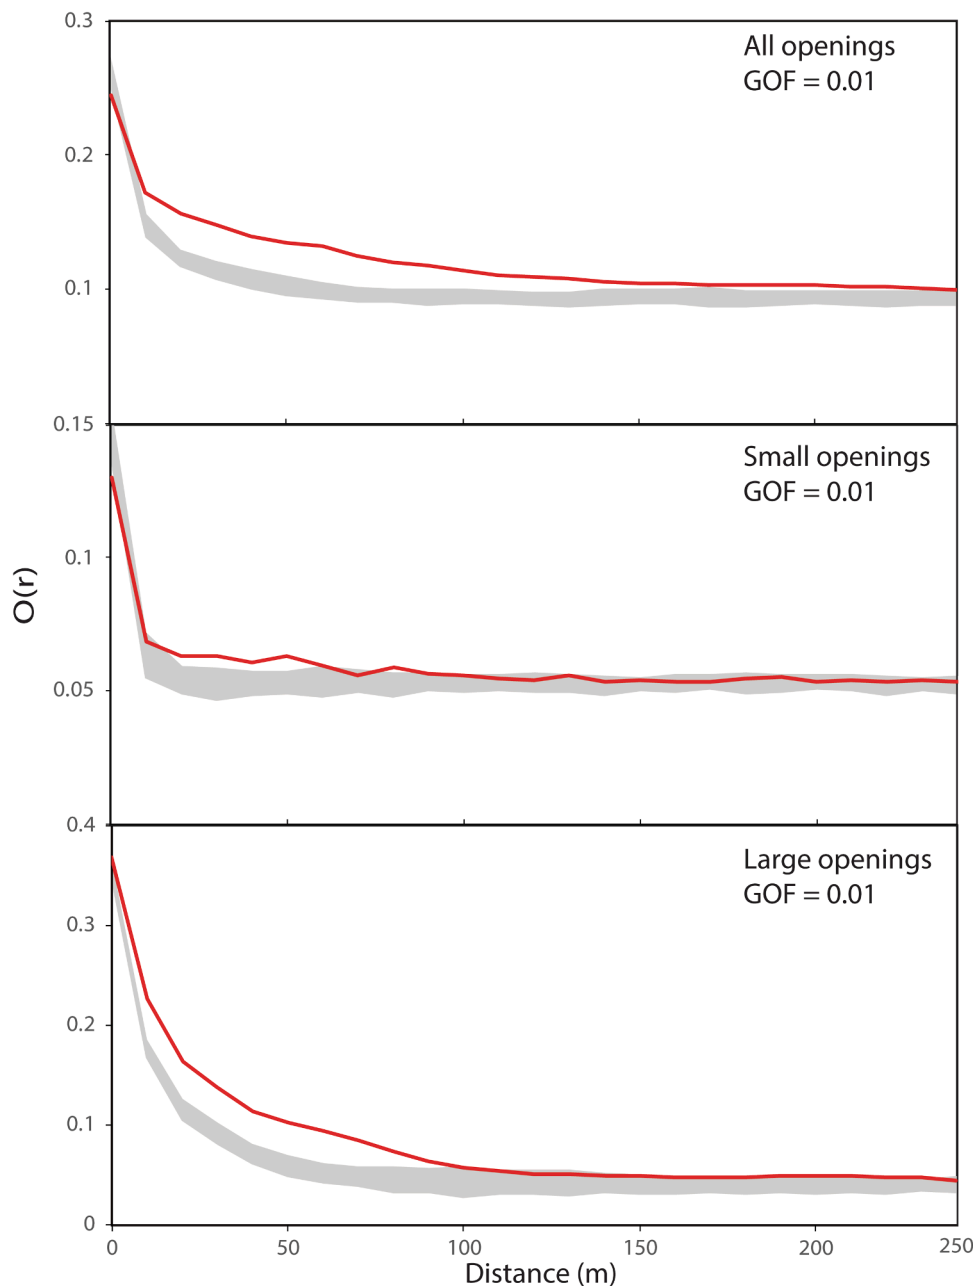 0.3
All openings
GOF = 0.01
0.2
0.1
0.15
Small openings
GOF = 0.01
0.1
O(r)
0.05
0.4
Large openings
GOF = 0.01
0.3
0.2
0.1
0
0 50 100 150 200 250
Distance (m)